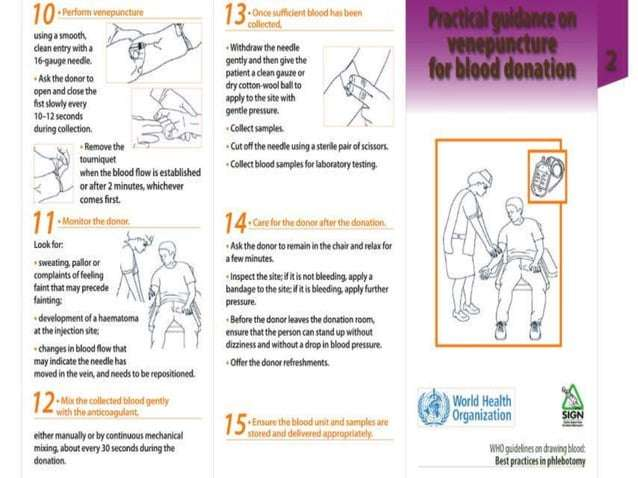 10 • Perform venepuncture
using a smooth,
clean entry with a
16-gauge needle.
• Ask the donor to
open and close the
fist slowly every
10–12 seconds
during collection.
• Remove the
tourniquet
when the blood flow is established
or after 2 minutes, whichever
comes first.
11 • Monitor the donor.
Look for:
• sweating, pallor or
complaints of feeling
faint that may precede
fainting;
• development of a haematoma
at the injection site;
• changes in blood flow that
may indicate the needle has
moved in the vein, and needs to be repositioned.
12 • Mix the collected blood gently
with the anticoagulant,
either manually or by continuous mechanical
mixing, about every 30 seconds during the
donation.
13 • Once sufficient blood has been
collected,
• Withdraw the needle
gently and then give the
patient a clean gauze or
dry cotton-wool ball to
apply to the site with
gentle pressure.
• Collect samples.
• Cut off the needle using a sterile pair of scissors.
• Collect blood samples for laboratory testing.
14 • Care for the donor after the donation.
• Ask the donor to remain in the chair and relax for
a few minutes.
• Inspect the site; if it is not bleeding, apply a
bandage to the site; if it is bleeding, apply further
pressure.
• Before the donor leaves the donation room,
ensure that the person can stand up without
dizziness and without a drop in blood pressure.
• Offer the donor refreshments.
15 • Ensure the blood unit and samples are
stored and delivered appropriately.
Practical guidance on
venepuncture
for blood donation
2
World Health
Organization
SIGN
WHO guidelines on drawing blood:
Best practices in phlebotomy